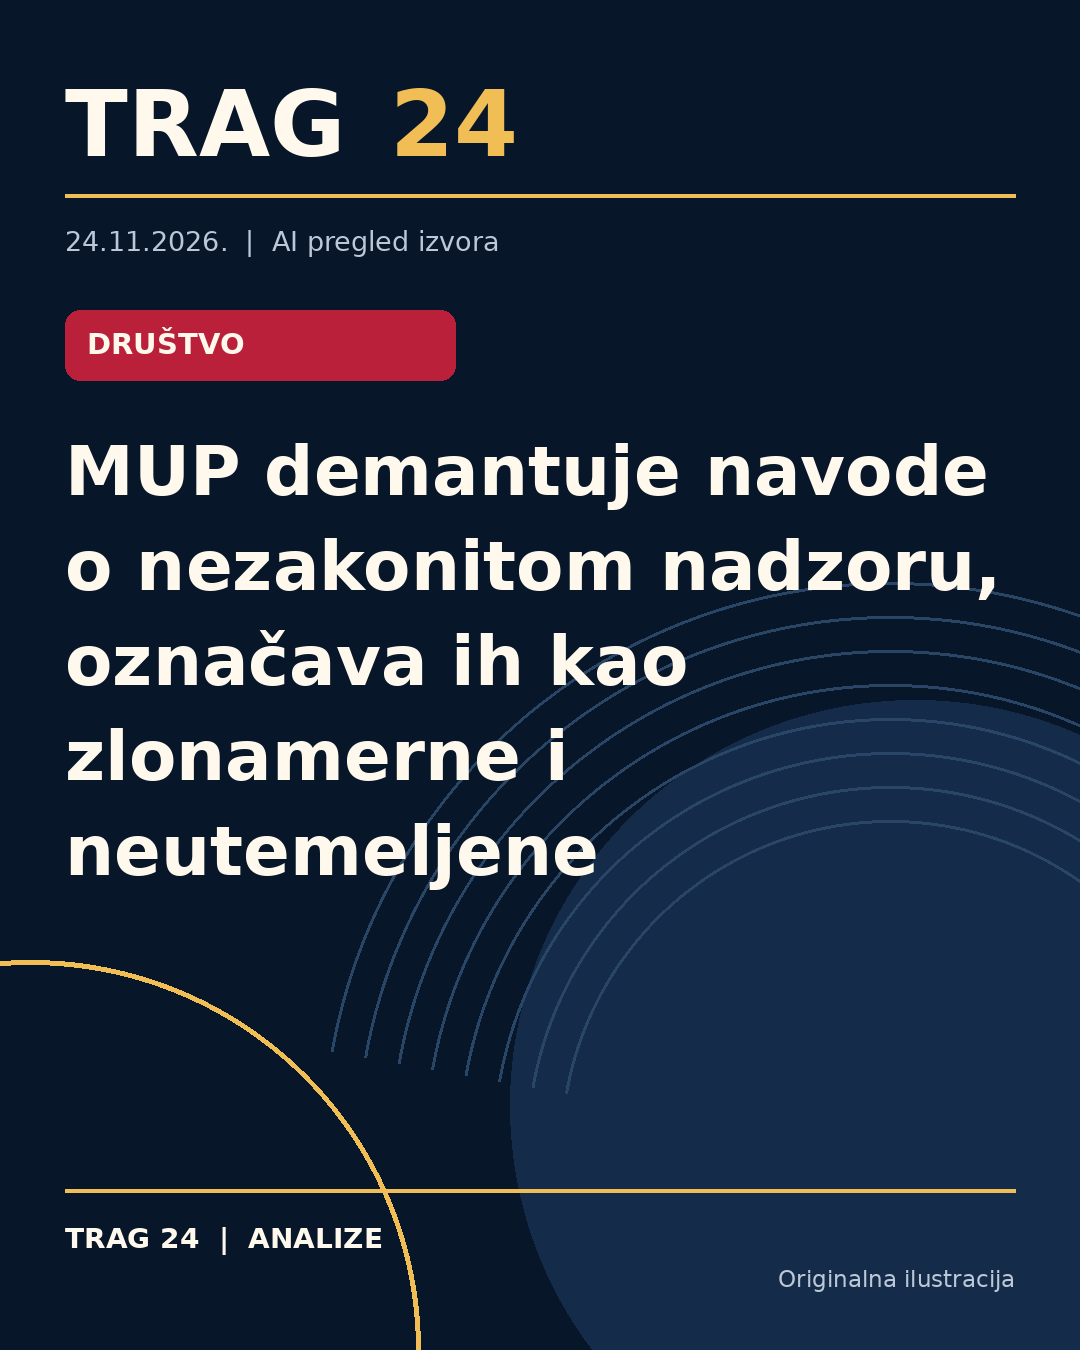 TRAG 24
24.11.2026. | AI pregled izvora
DRUŠTVO
MUP demantuje navode
o nezakonitom nadzoru,
označava ih kao
zlonamerne i
neutemeljene
TRAG 24 | ANALIZE
Originalna ilustracija